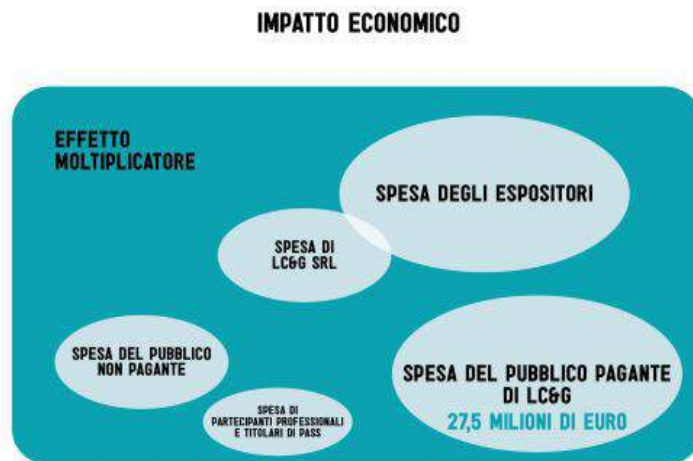 IMPATTO ECONOMICO
EFFETTO
MOLTIPLICATORE
SPESA DEGLI ESPOSITORI
SPESA DI
LC&G SRL
SPESA DEL PUBBLICO
NON PAGANTE
SPESA DEL PUBBLICO PAGANTE
DI LC&G
27,5 MILIONI DI EURO
SPESA DI
PARTECIPANTI PROFESSIONALI
E TITOLARI DI PASS